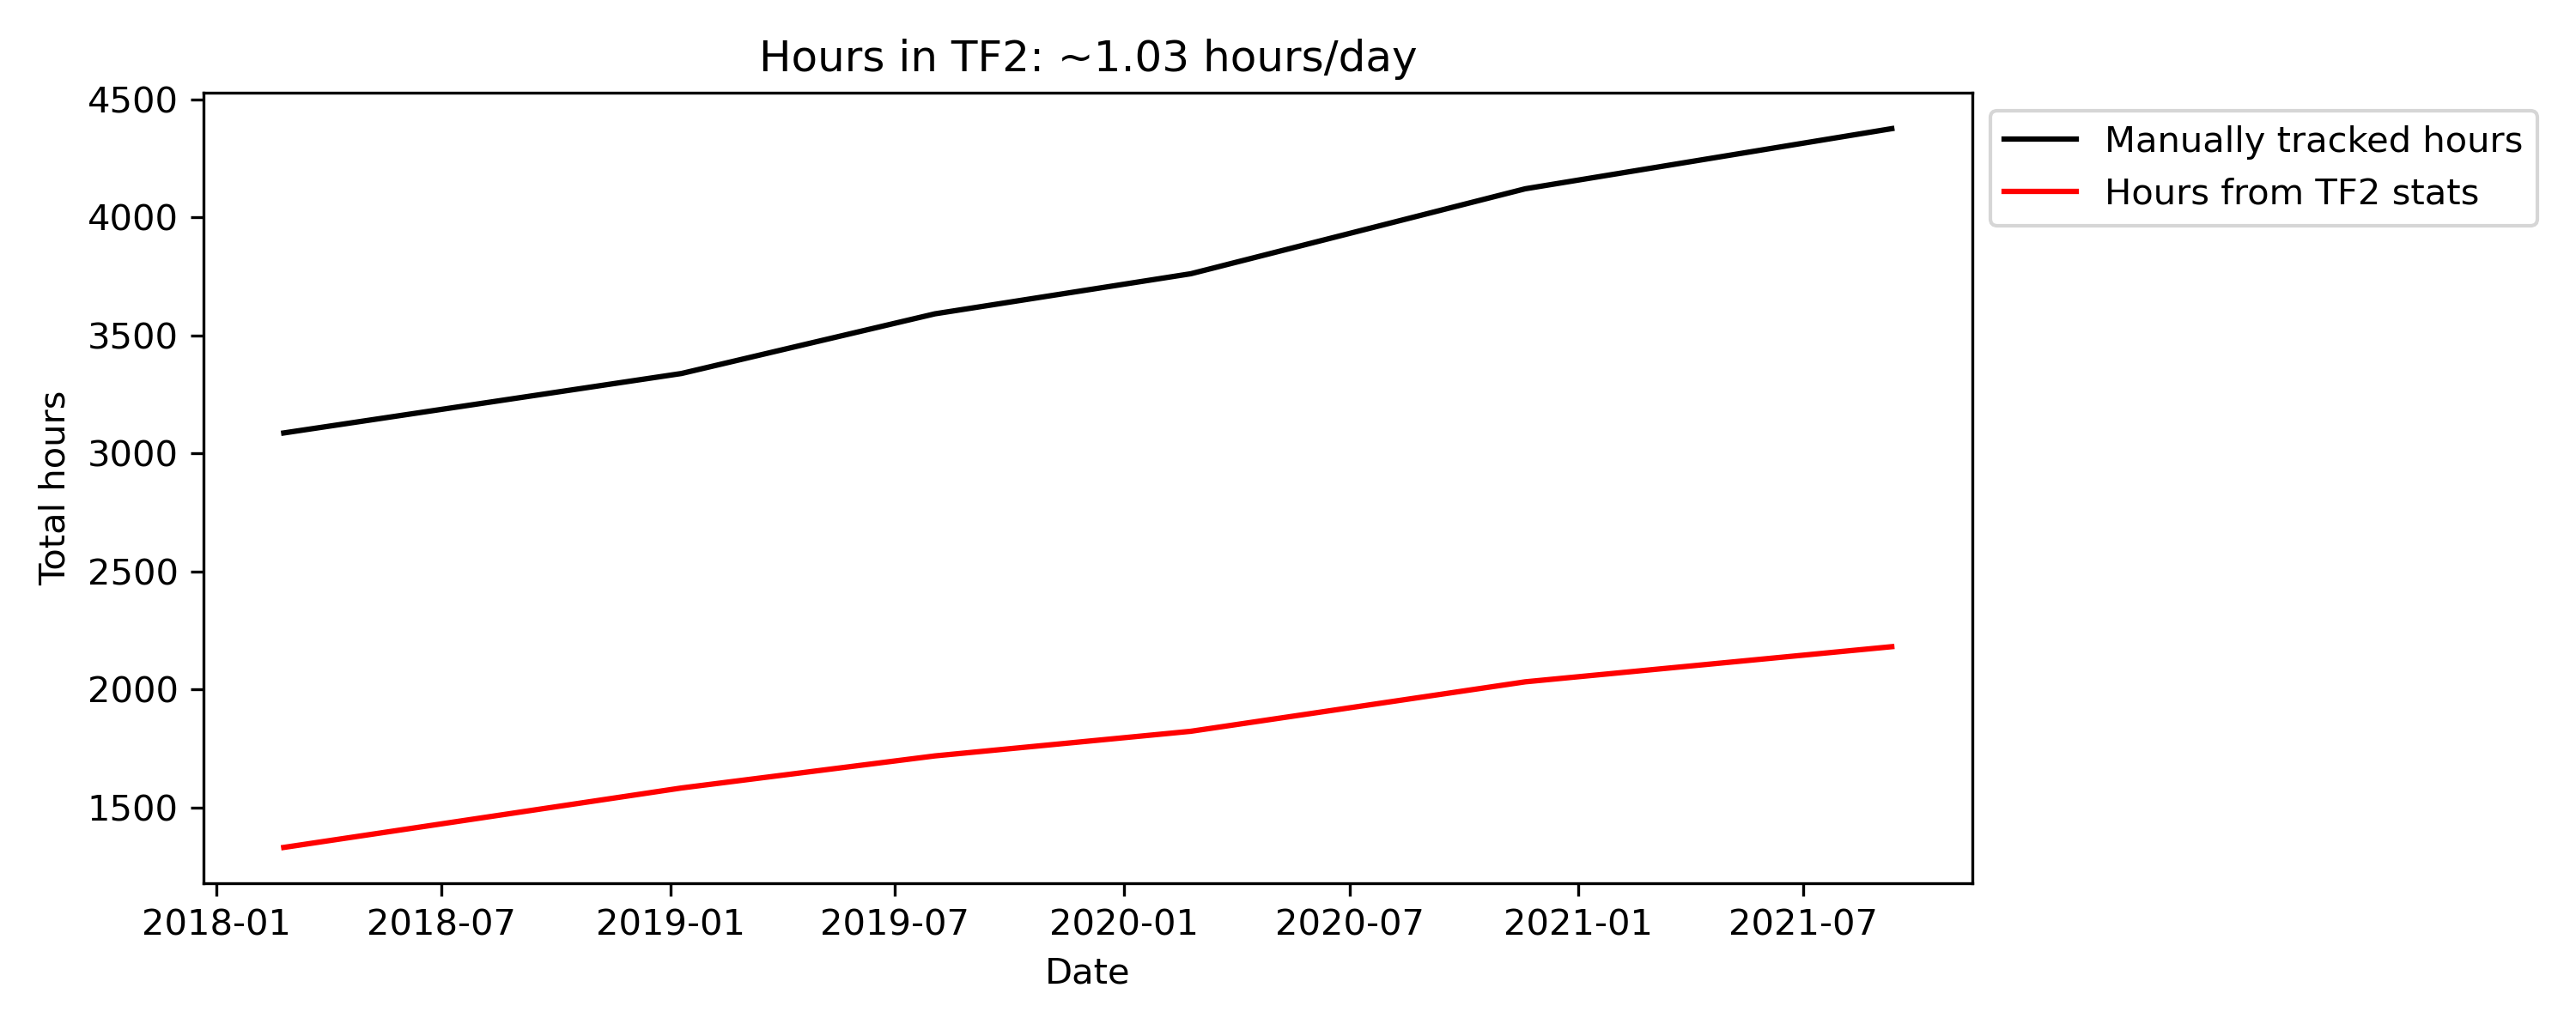 Hours in TF2: ~1.03 hours/day
Manually tracked hours
Hours from TF2 stats
Total hours
4500
4000
3500
3000
2500
2000
1500
2018-01 2018-07 2019-01 2019-07 2020-01 2020-07 2021-01 2021-07
Date